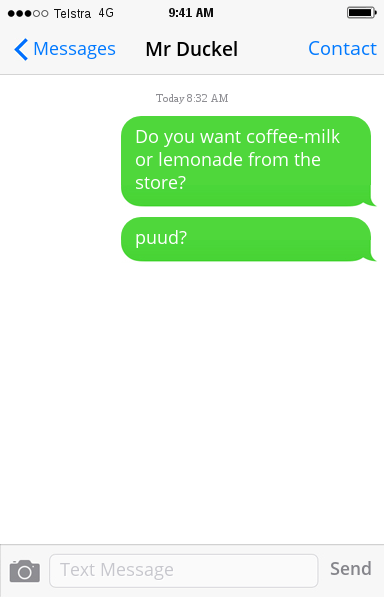 Telstra 4G 9:41 AM
Messages Mr Duckel Contact
Today 8:32 AM
Do you want coffee-milk
or lemonade from the
store?
puud?
Text Message Send